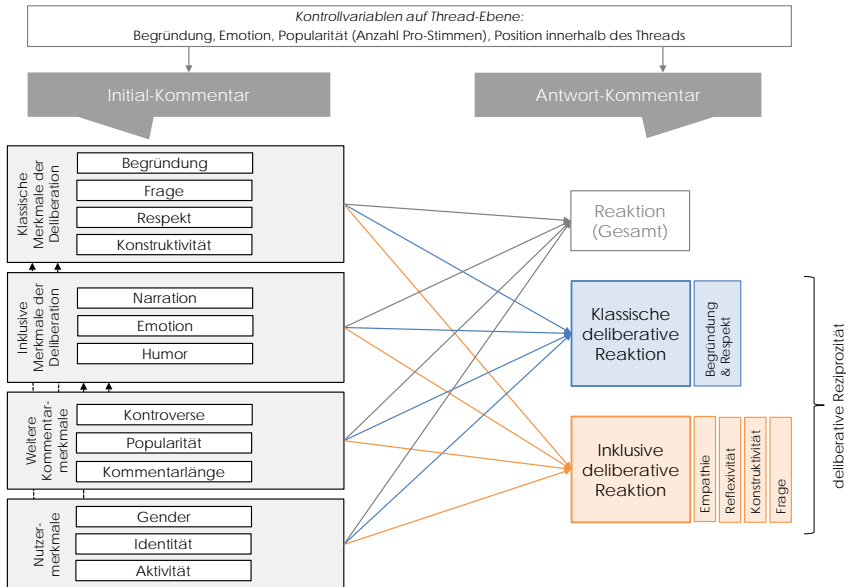 Kontrollvariablen auf Thread-Ebene:
Begründung, Emotion, Popularität (Anzahl Pro-Stimmen), Position innerhalb des Threads
Initial-Kommentar
Antwort-Kommentar
Klassische
Merkmale der
Deliberation
Begründung
Frage
Respekt
Konstruktivität
Inklusive
Merkmale der
Deliberation
Narration
Emotion
Humor
Weitere
Kommentar-
merkmale
Kontroverse
Popularität
Kommentarlänge
Nutzer-
merkmale
Gender
Identität
Aktivität
Reaktion
(Gesamt)
Klassische
deliberative
Reaktion
Begründung
& Respekt
Inklusive
deliberative
Reaktion
Empathie
Reflexivität
Konstruktivität
Frage
deliberative Reziprozität